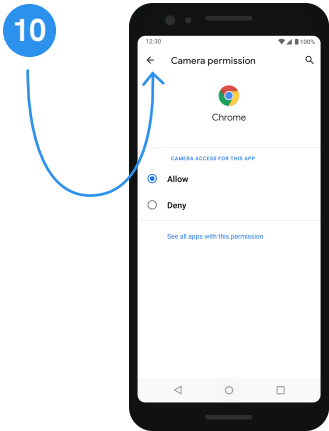 10
12:30
100%
Camera permission
Chrome
CAMERA ACCESS FOR THIS APP
Allow
Deny
See all apps with this permission